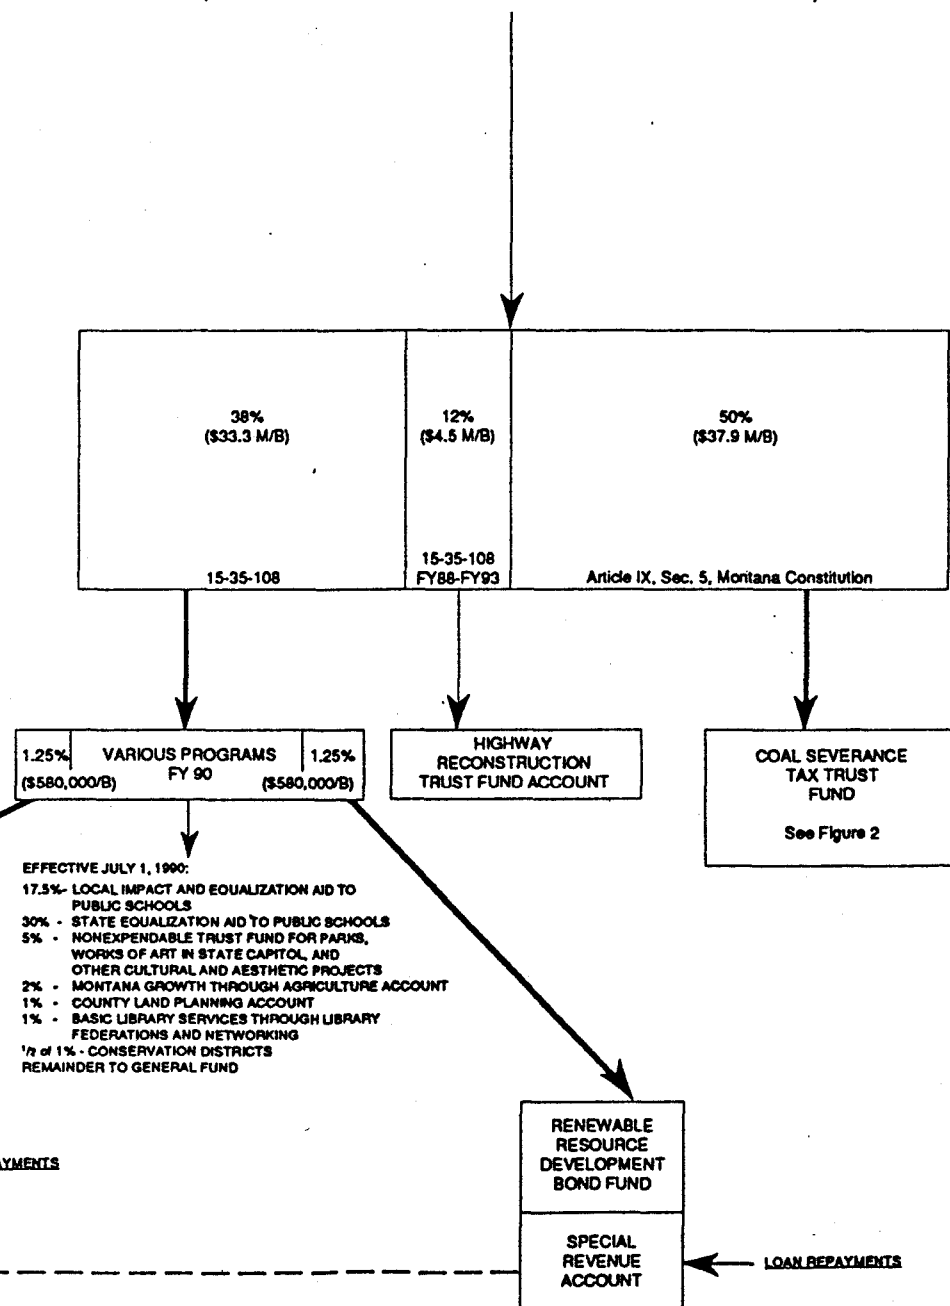 38%
($33.3 M/B)
15-35-108
12%
($4.5 M/B)
15-35-108
FY88-FY93
50%
($37.9 M/B)
Article IX, Sec. 5, Montana Constitution
1.25%
($580,000/B)
VARIOUS PROGRAMS
FY 90
1.25%
($580,000/B)
HIGHWAY
RECONSTRUCTION
TRUST FUND ACCOUNT
COAL SEVERANCE
TAX TRUST
FUND
See Figure 2
EFFECTIVE JULY 1, 1990:
17.5%- LOCAL IMPACT AND EQUALIZATION AID TO
PUBLIC SCHOOLS
30% - STATE EQUALIZATION AID TO PUBLIC SCHOOLS
5% - NONEXPENDABLE TRUST FUND FOR PARKS,
WORKS OF ART IN STATE CAPITOL, AND
OTHER CULTURAL AND AESTHETIC PROJECTS
2% - MONTANA GROWTH THROUGH AGRICULTURE ACCOUNT
1% - COUNTY LAND PLANNING ACCOUNT
1% - BASIC LIBRARY SERVICES THROUGH LIBRARY
FEDERATIONS AND NETWORKING
1/2 of 1% - CONSERVATION DISTRICTS
REMAINDER TO GENERAL FUND
AYMENTS
RENEWABLE
RESOURCE
DEVELOPMENT
BOND FUND
SPECIAL
REVENUE
ACCOUNT
LOAN REPAYMENTS